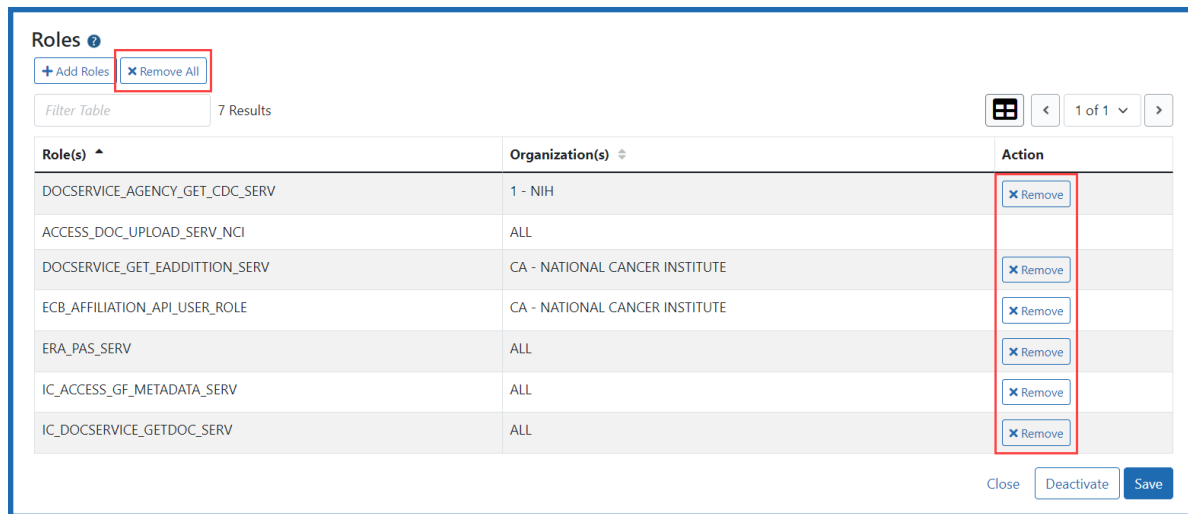 Roles ?
+ Add Roles × Remove All
Filter Table 7 Results 1 of 1
Role(s) Organization(s) Action
DOCSERVICE_AGENCY_GET_CDC_SERV 1 - NIH × Remove
ACCESS_DOC_UPLOAD_SERV_NCI ALL
DOCSERVICE_GET_EADDITTION_SERV CA - NATIONAL CANCER INSTITUTE × Remove
ECB_AFFILIATION_API_USER_ROLE CA - NATIONAL CANCER INSTITUTE × Remove
ERA_PAS_SERV ALL × Remove
IC_ACCESS_GF_METADATA_SERV ALL × Remove
IC_DOCSERVICE_GETDOC_SERV ALL × Remove
Close Deactivate Save